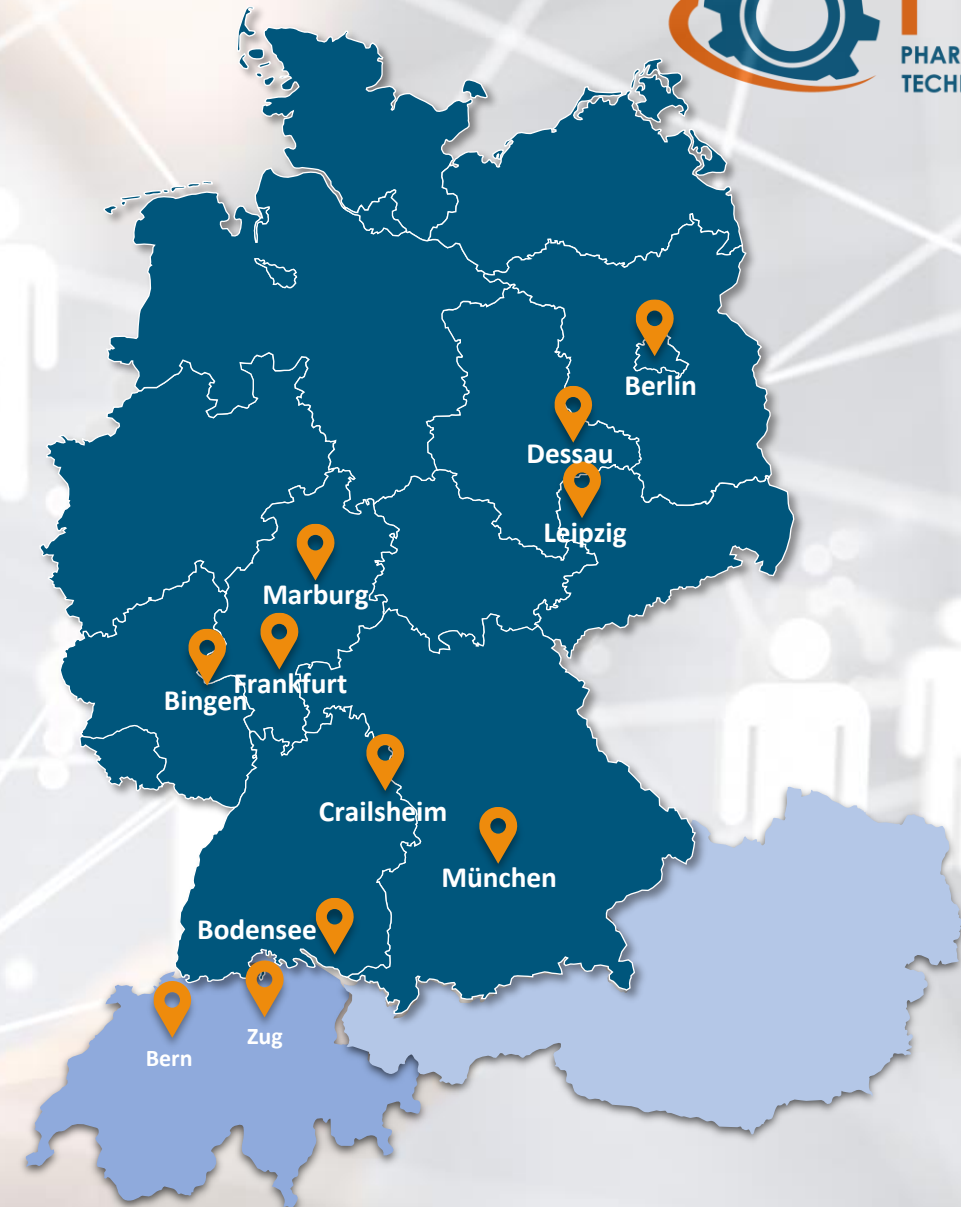 PHAR
TECH
Berlin
Dessau
Leipzig
Marburg
Frankfurt
Bingen
Crailsheim
München
Bodensee
Zug
Bern